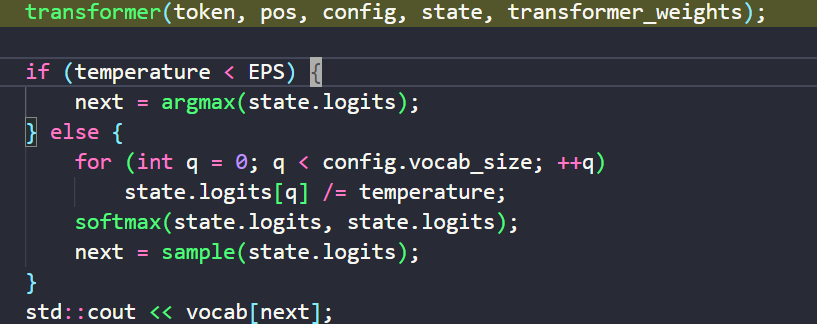 transformer(token, pos, config, state, transformer_weights);
if (temperature < EPS) {
next = argmax(state.logits);
} else {
for (int q = 0; q < config.vocab_size; ++q)
state.logits[q] /= temperature;
softmax(state.logits, state.logits);
next = sample(state.logits);
}
std::cout << vocab[next];